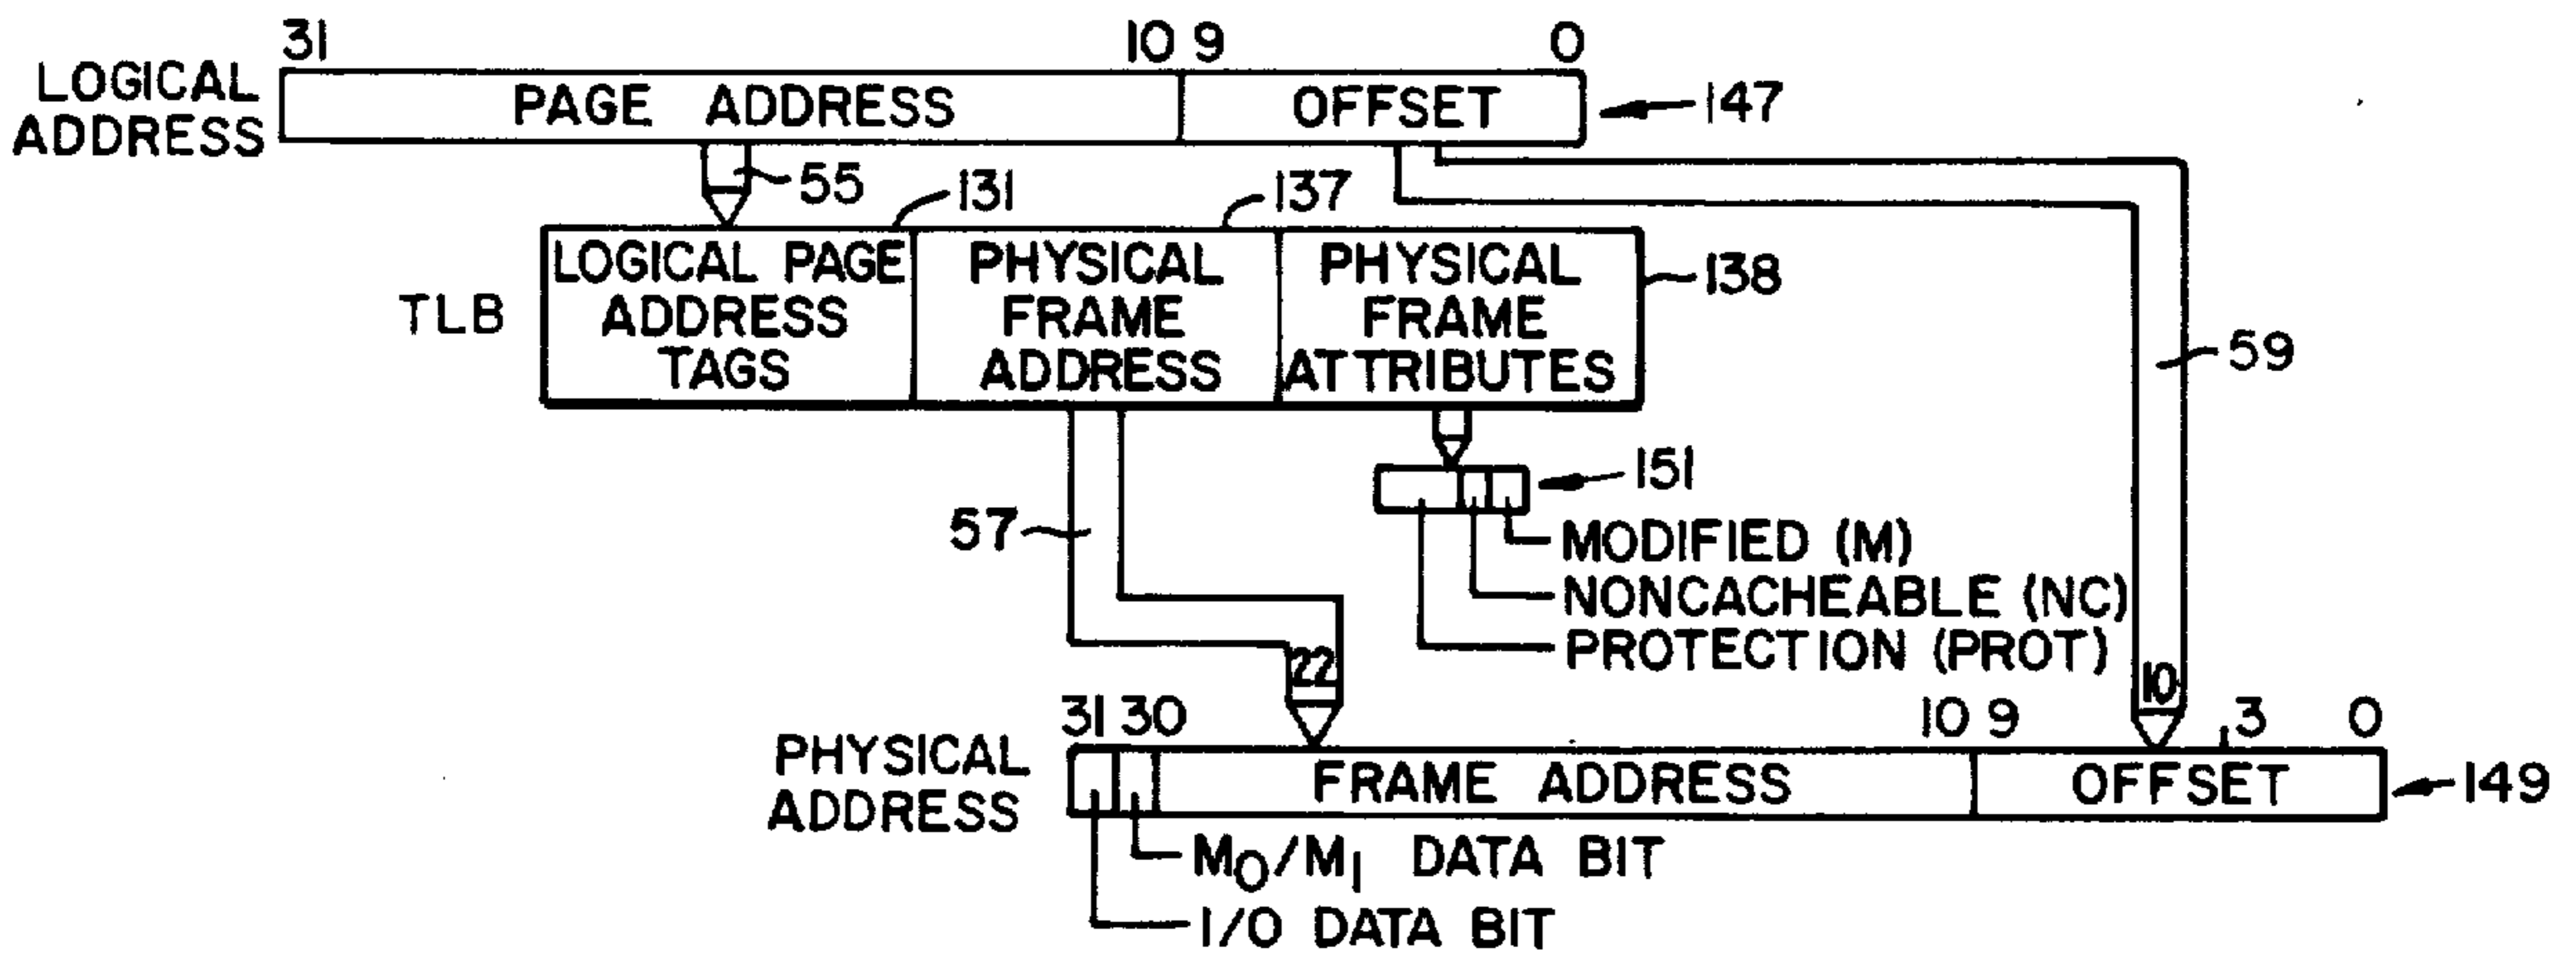 31 10 9 0
LOGICAL
ADDRESS
PAGE ADDRESS OFFSET
147
55
131
137
TLB
LOGICAL PAGE
ADDRESS
TAGS
PHYSICAL
FRAME
ADDRESS
PHYSICAL
FRAME
ATTRIBUTES
138
59
151
57
MODIFIED (M)
NONCACHEABLE (NC)
PROTECTION (PROT)
22
10
31 30 10 9 3 0
PHYSICAL
ADDRESS
FRAME ADDRESS OFFSET
149
M0/M1 DATA BIT
I/O DATA BIT